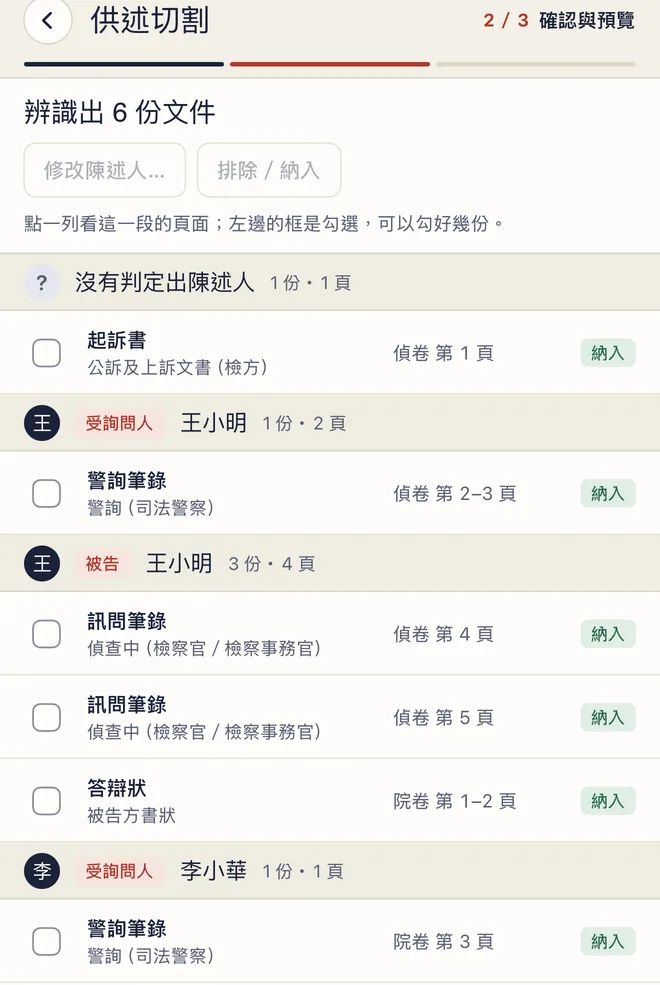 供述切割
2 / 3 確認與預覽
辨識出 6 份文件
修改陳述人...
排除 / 納入
點一列看這一段的頁面；左邊的框是勾選，可以勾好幾份。
? 沒有判定出陳述人 1 份・1 頁
起訴書
公訴及上訴文書 (檢方)
偵卷 第 1 頁
納入
王 受詢問人 王小明 1 份・2 頁
警詢筆錄
警詢 (司法警察)
偵卷 第 2–3 頁
納入
王 被告 王小明 3 份・4 頁
訊問筆錄
偵查中 (檢察官 / 檢察事務官)
偵卷 第 4 頁
納入
訊問筆錄
偵查中 (檢察官 / 檢察事務官)
偵卷 第 5 頁
納入
答辯狀
被告方書狀
院卷 第 1–2 頁
納入
李 受詢問人 李小華 1 份・1 頁
警詢筆錄
警詢 (司法警察)
院卷 第 3 頁
納入